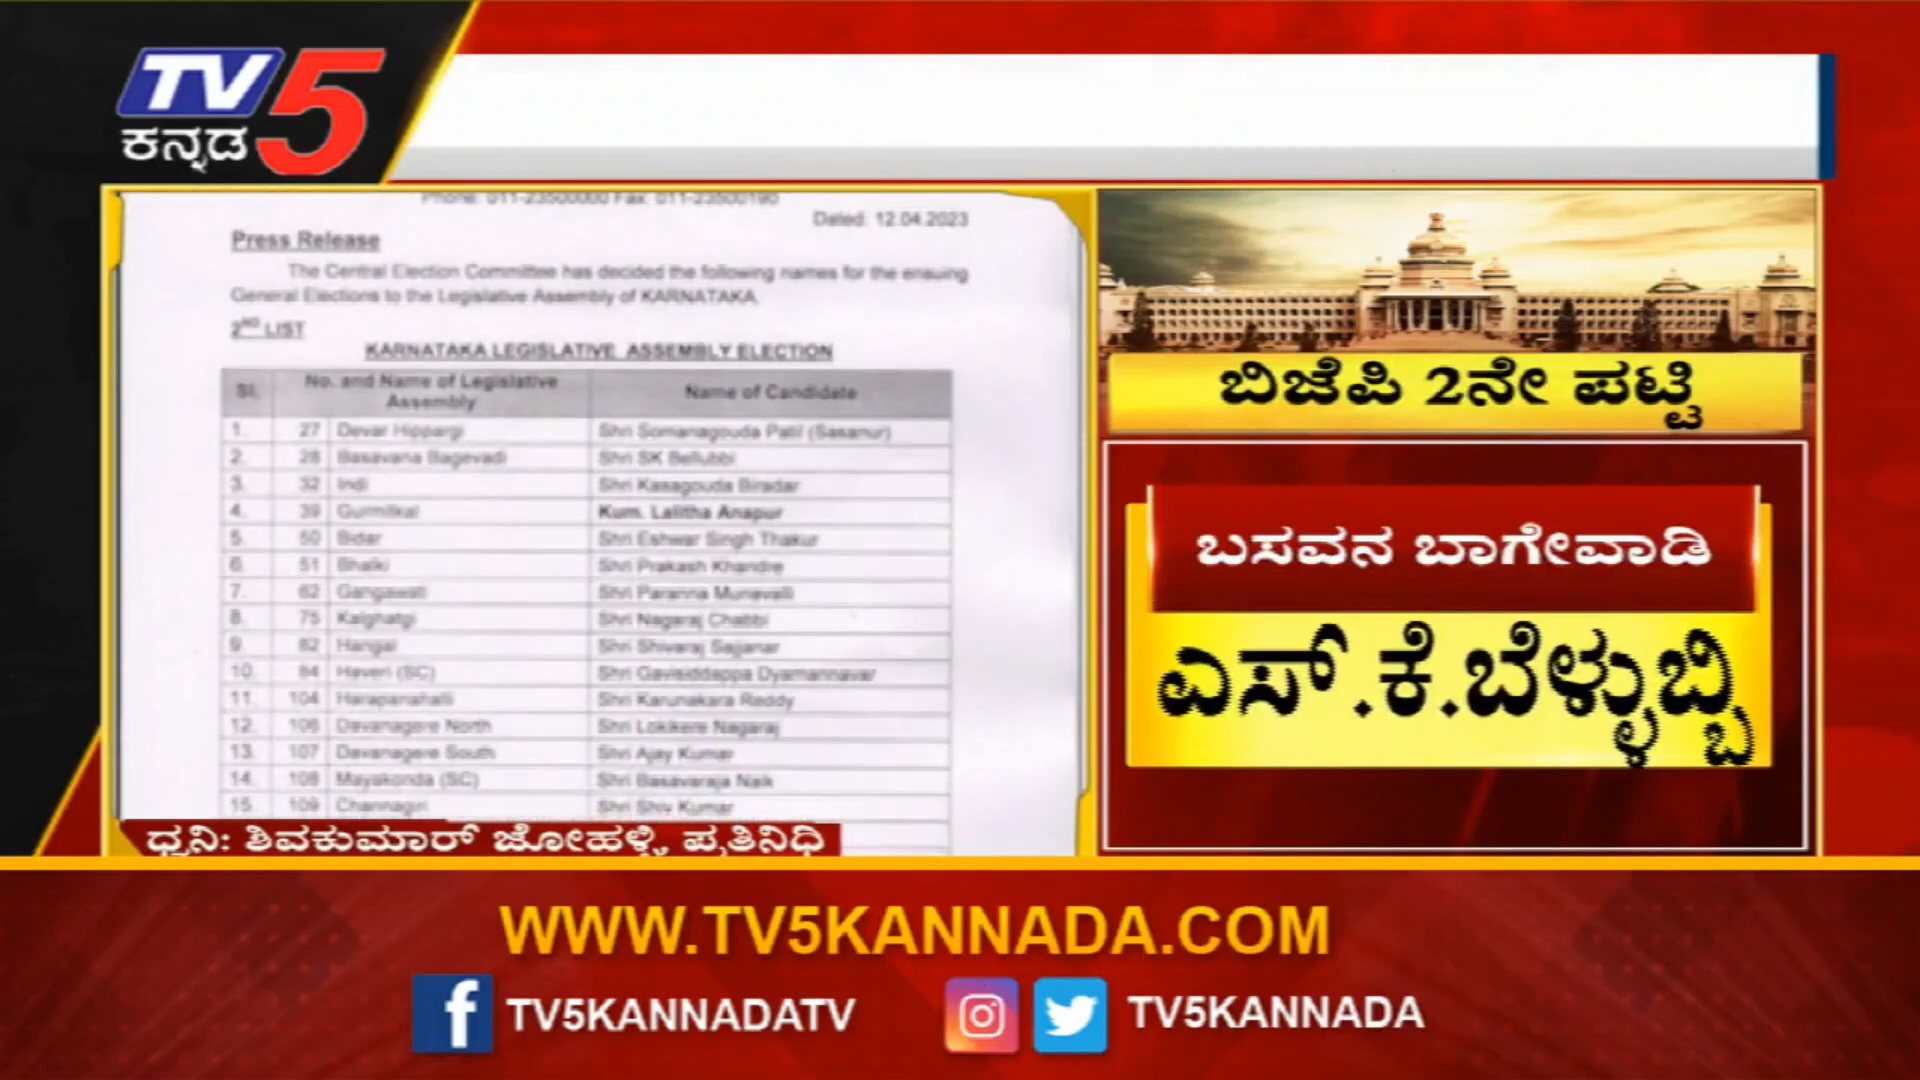 TV5
ಕನ್ನಡ
Phone: 011-23500000 Fax: 011-23500190
Dated: 12.04.2023
Press Release
The Central Election Committee has decided the following names for the ensuing
General Elections to the Legislative Assembly of KARNATAKA.
2ND LIST
KARNATAKA LEGISLATIVE ASSEMBLY ELECTION
Sl. No. and Name of Legislative Assembly Name of Candidate
1. 27 Devar Hippargi Shri Somanagouda Patil (Sasanur)
2. 28 Basavana Bagevadi Shri SK Bellubbi
3. 32 Indi Shri Kasagouda Biradar
4. 39 Gurmitkal Kum. Lalitha Anapur
5. 50 Bidar Shri Eshwar Singh Thakur
6. 51 Bhalki Shri Prakash Khandre
7. 62 Gangawati Shri Paranna Munavalli
8. 75 Kalghatgi Shri Nagaraj Chabbi
9. 82 Hangal Shri Shivaraj Sajjanar
10. 84 Haveri (SC) Shri Gavisiddappa Dyamannavar
11. 104 Harapanahalli Shri Karunakara Reddy
12. 106 Davanagere North Shri Lokikere Nagaraj
13. 107 Davanagere South Shri Ajay Kumar
14. 108 Mayakonda (SC) Shri Basavaraja Naik
15. 109 Channagiri Shri Shiv Kumar
ಧ್ವನಿ: ಶಿವಕುಮಾರ್ ಜೋಹಳ್ಳಿ, ಪ್ರತಿನಿಧಿ
ಬಿಜೆಪಿ 2ನೇ ಪಟ್ಟಿ
ಬಸವನ ಬಾಗೇವಾಡಿ
ಎಸ್.ಕೆ.ಬೆಳ್ಳುಬ್ಬಿ
WWW.TV5KANNADA.COM
TV5KANNADATV
TV5KANNADA